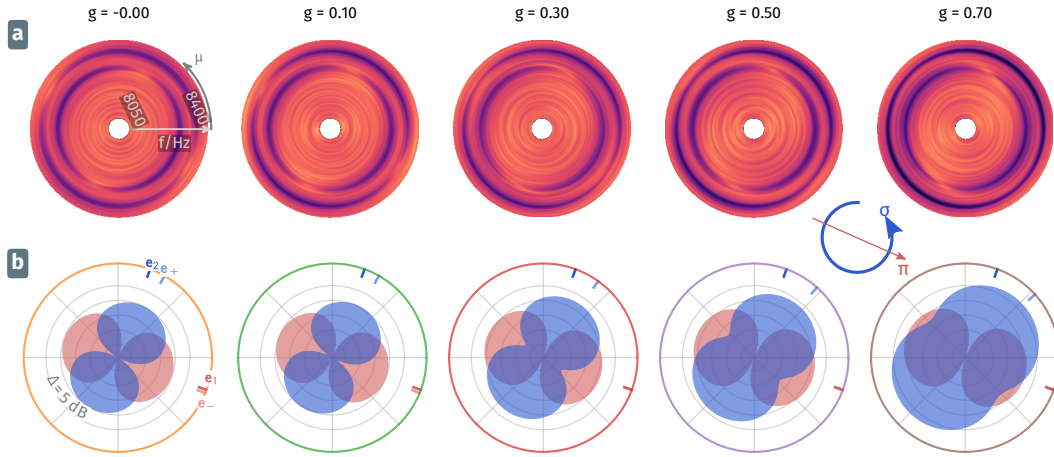 g = -0.00
g = 0.10
g = 0.30
g = 0.50
g = 0.70
a
μ
8050
8400
f/Hz
σ
π
b
e₂ e₊
e₁
e₋
Δ=5 dB